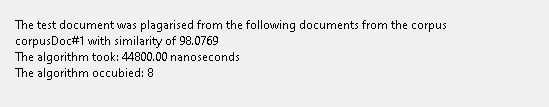 The test document was plagarised from the following documents from the corpus
corpusDoc#1 with similarity of 98.0769
The algorithm took: 44800.00 nanoseconds
The algorithm occubied: 8